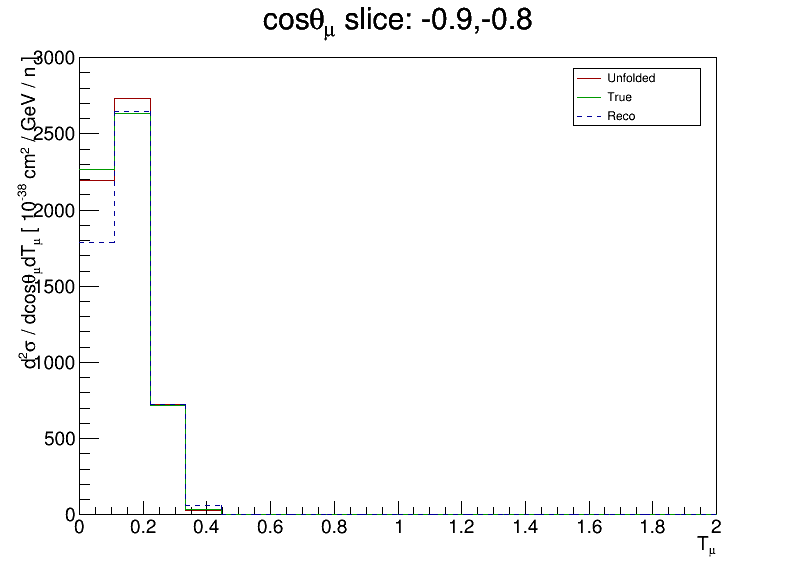 cosθμ slice: -0.9,-0.8
d²σ / dcosθμdTμ [ 10⁻³⁸ cm² / GeV / n ]
3000
2500
2000
1500
1000
500
0
Unfolded
True
Reco
0 0.2 0.4 0.6 0.8 1 1.2 1.4 1.6 1.8 2
Tμ